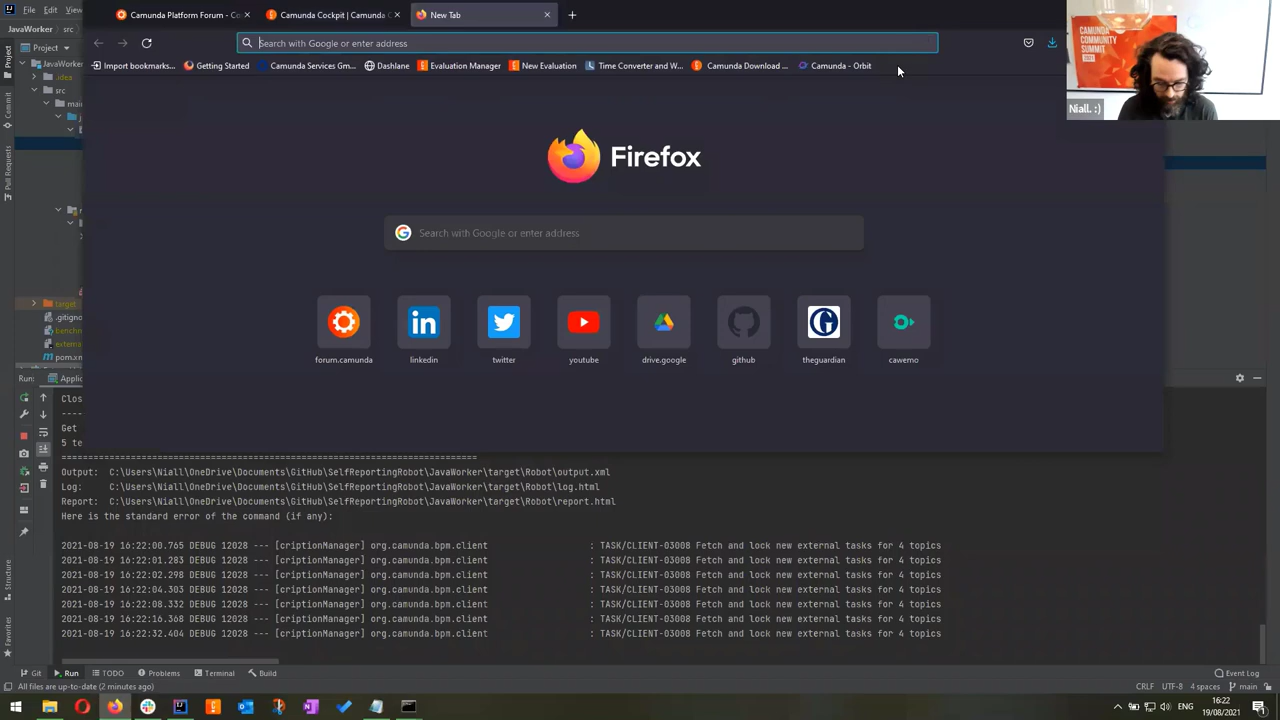 Camunda Platform Forum - Co
Camunda Cockpit | Camunda C
New Tab
File
Edit
Vi
JavaWorker
Search with Google or enter address
CAMUNDA
COMMUNITY
SUMMIT
2021
Niall. :)
Import bookmarks...
Getting Started
Camunda Services Gm...
Dashlane
Evaluation Manager
New Evaluation
Time Converter and W...
Camunda Download ...
Camunda - Orbit
Project
JavaWorker
.idea
src
main
Commit
Pull Requests
Firefox
Search with Google or enter address
target
.gitigno
benchm
externa
pom.xm
forum.camunda
linkedin
twitter
youtube
drive.google
github
theguardian
cawemo
Run:
Clos
----
Get
5 te
==============================================================================
Output: C:\Users\Niall\OneDrive\Documents\GitHub\SelfReportingRobot\JavaWorker\target\Robot\output.xml
Log: C:\Users\Niall\OneDrive\Documents\GitHub\SelfReportingRobot\JavaWorker\target\Robot\log.html
Report: C:\Users\Niall\OneDrive\Documents\GitHub\SelfReportingRobot\JavaWorker\target\Robot\report.html
Here is the standard error of the command (if any):
2021-08-19 16:22:00.765 DEBUG 12028 --- [criptionManager] org.camunda.bpm.client : TASK/CLIENT-03008 Fetch and lock new external tasks for 4 topics
2021-08-19 16:22:01.283 DEBUG 12028 --- [criptionManager] org.camunda.bpm.client : TASK/CLIENT-03008 Fetch and lock new external tasks for 4 topics
2021-08-19 16:22:02.298 DEBUG 12028 --- [criptionManager] org.camunda.bpm.client : TASK/CLIENT-03008 Fetch and lock new external tasks for 4 topics
2021-08-19 16:22:04.303 DEBUG 12028 --- [criptionManager] org.camunda.bpm.client : TASK/CLIENT-03008 Fetch and lock new external tasks for 4 topics
2021-08-19 16:22:08.332 DEBUG 12028 --- [criptionManager] org.camunda.bpm.client : TASK/CLIENT-03008 Fetch and lock new external tasks for 4 topics
2021-08-19 16:22:16.368 DEBUG 12028 --- [criptionManager] org.camunda.bpm.client : TASK/CLIENT-03008 Fetch and lock new external tasks for 4 topics
2021-08-19 16:22:32.404 DEBUG 12028 --- [criptionManager] org.camunda.bpm.client : TASK/CLIENT-03008 Fetch and lock new external tasks for 4 topics
Structure
Favorites
Git
Run
TODO
Problems
Terminal
Build
Event Log
All files are up-to-date (2 minutes ago)
CRLF
UTF-8
4 spaces
main
ENG
16:22
19/08/2021